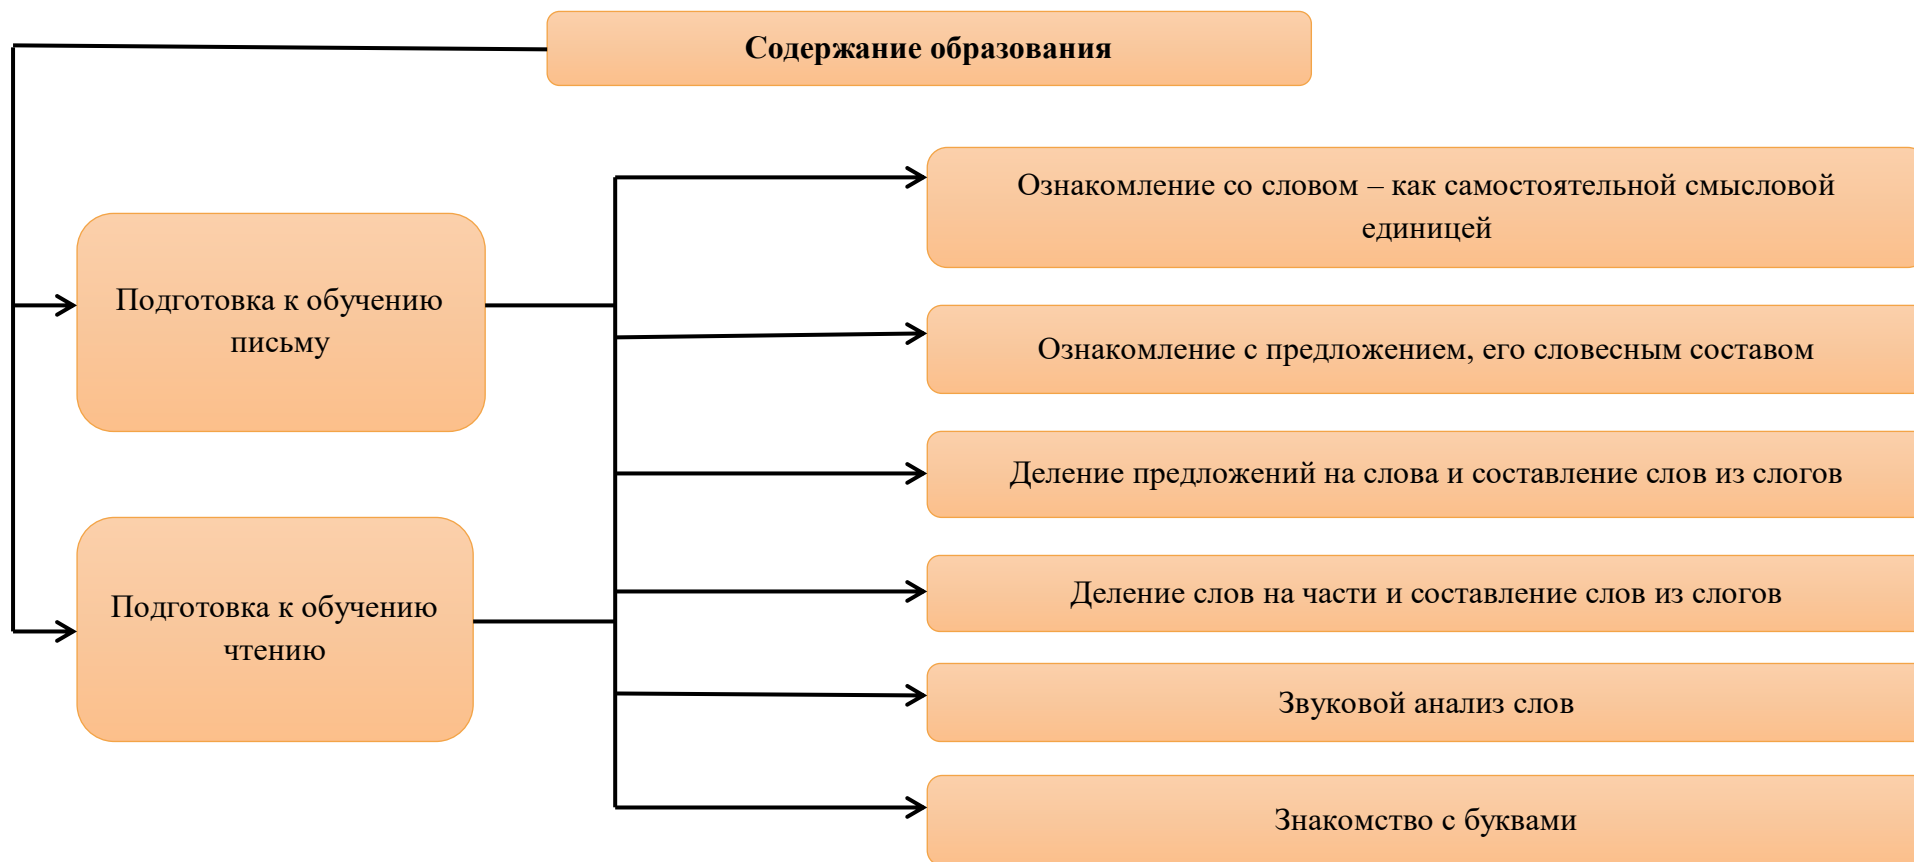 Содержание образования
Подготовка к обучению
письму
Подготовка к обучению
чтению
Ознакомление со словом – как самостоятельной смысловой
единицей
Ознакомление с предложением, его словесным составом
Деление предложений на слова и составление слов из слогов
Деление слов на части и составление слов из слогов
Звуковой анализ слов
Знакомство с буквами